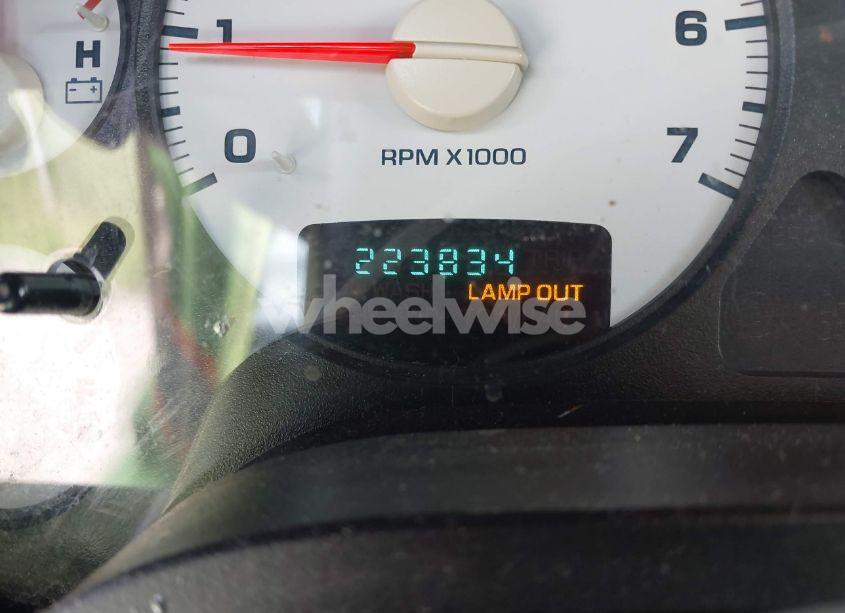 H
1
6
0
7
RPM X1000
223834
LAMP OUT
wheelwise